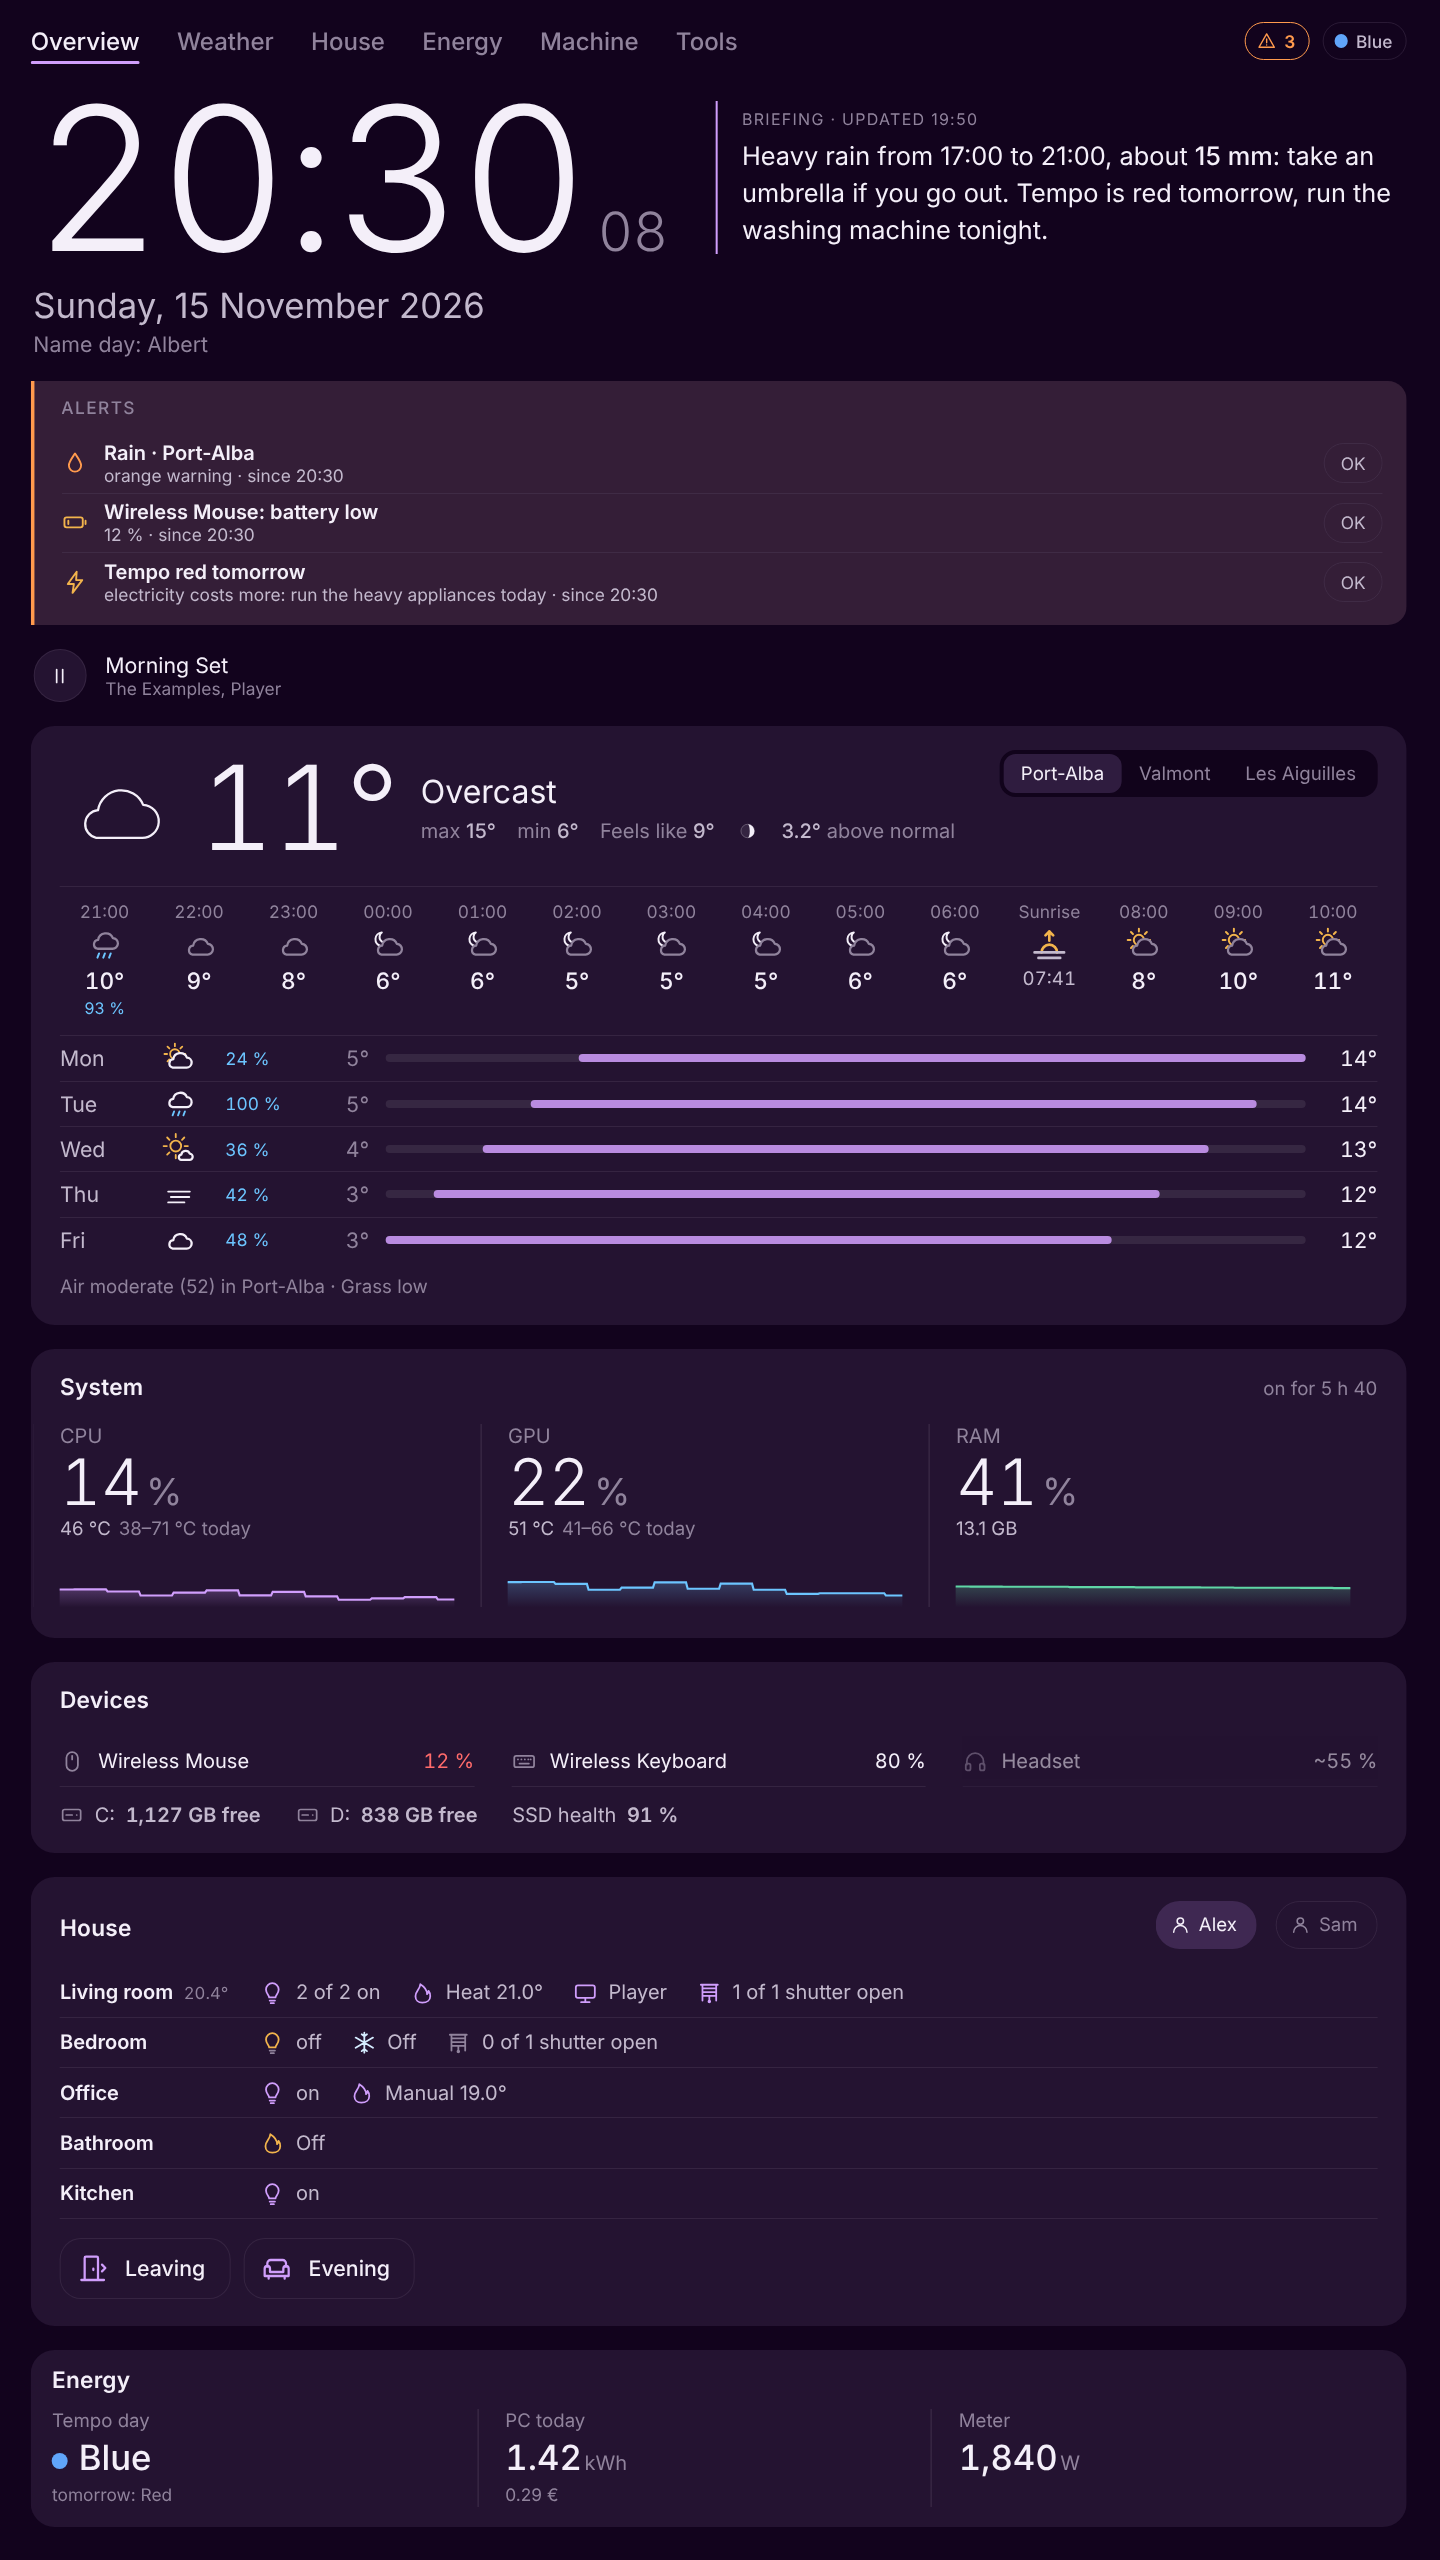 Overview Weather House Energy Machine Tools 3 Blue
20:30 08
BRIEFING · UPDATED 19:50
Heavy rain from 17:00 to 21:00, about 15 mm: take an
umbrella if you go out. Tempo is red tomorrow, run the
washing machine tonight.
Sunday, 15 November 2026
Name day: Albert
ALERTS
Rain · Port-Alba
orange warning · since 20:30
OK
Wireless Mouse: battery low
12 % · since 20:30
OK
Tempo red tomorrow
electricity costs more: run the heavy appliances today · since 20:30
OK
Morning Set
The Examples, Player
11°
Overcast
max 15° min 6° Feels like 9° 3.2° above normal
Port-Alba Valmont Les Aiguilles
21:00 22:00 23:00 00:00 01:00 02:00 03:00 04:00 05:00 06:00 Sunrise 08:00 09:00 10:00
10° 9° 8° 6° 6° 5° 5° 5° 6° 6° 07:41 8° 10° 11°
93 %
Mon 24 % 5° 14°
Tue 100 % 5° 14°
Wed 36 % 4° 13°
Thu 42 % 3° 12°
Fri 48 % 3° 12°
Air moderate (52) in Port-Alba · Grass low
System on for 5 h 40
CPU
14 %
46 °C 38–71 °C today
GPU
22 %
51 °C 41–66 °C today
RAM
41 %
13.1 GB
Devices
Wireless Mouse 12 % Wireless Keyboard 80 % Headset ~55 %
C: 1,127 GB free D: 838 GB free SSD health 91 %
House Alex Sam
Living room 20.4° 2 of 2 on Heat 21.0° Player 1 of 1 shutter open
Bedroom off Off 0 of 1 shutter open
Office on Manual 19.0°
Bathroom Off
Kitchen on
Leaving Evening
Energy
Tempo day
Blue
tomorrow: Red
PC today
1.42 kWh
0.29 €
Meter
1,840 W